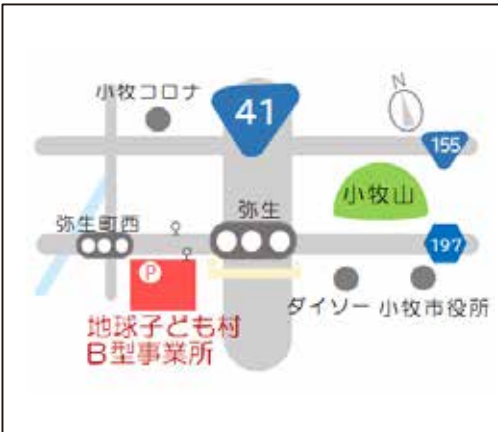 小牧コロナ
41
N
155
小牧山
弥生町西
弥生
197
P
ダイソー
小牧市役所
地球子ども村
B型事業所